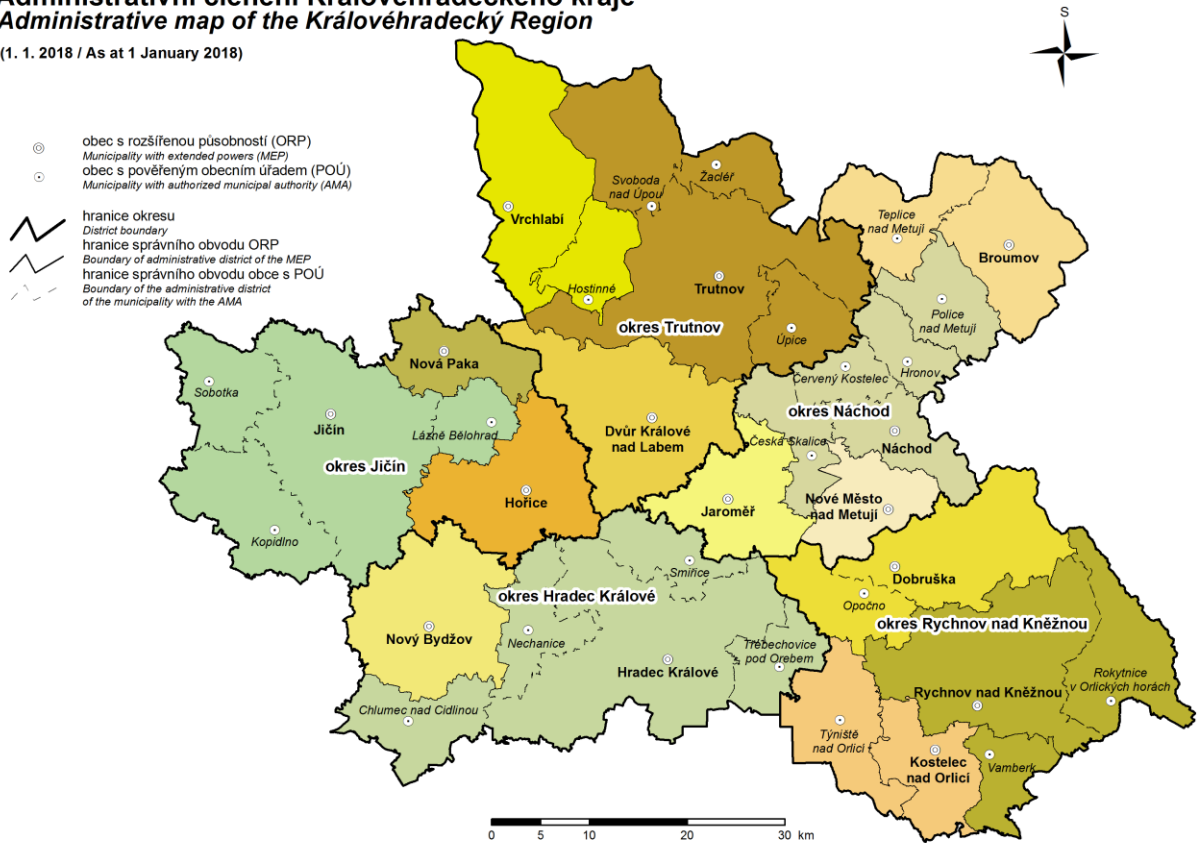 Administrativní členění Královéhradeckého kraje
Administrative map of the Královéhradecký Region
(1. 1. 2018 / As at 1 January 2018)
S
obec s rozšířenou působností (ORP)
Municipality with extended powers (MEP)
obec s pověřeným obecním úřadem (POÚ)
Municipality with authorized municipal authority (AMA)
hranice okresu
District boundary
hranice správního obvodu ORP
Boundary of administrative district of the MEP
hranice správního obvodu obce s POÚ
Boundary of the administrative district
of the municipality with the AMA
Vrchlabí
Svoboda
nad Úpou
Žacléř
Teplice
nad Metují
Broumov
Hostinné
Trutnov
okres Trutnov
Úpice
Police
nad Metují
Nová Paka
Sobotka
Jičín
Lázně Bělohrad
okres Jičín
Dvůr Králové
nad Labem
Červený Kostelec
Hronov
okres Náchod
Česká Skalice
Náchod
Hořice
Jaroměř
Nové Město
nad Metují
Kopidlno
Smiřice
Dobruška
okres Hradec Králové
Opočno
okres Rychnov nad Kněžnou
Nový Bydžov
Nechanice
Hradec Králové
Třebechovice
pod Orebem
Rychnov nad Kněžnou
Rokytnice
v Orlických horách
Chlumec nad Cidlinou
Týniště
nad Orlicí
Kostelec
nad Orlicí
Vamberk
0 5 10 20 30 km